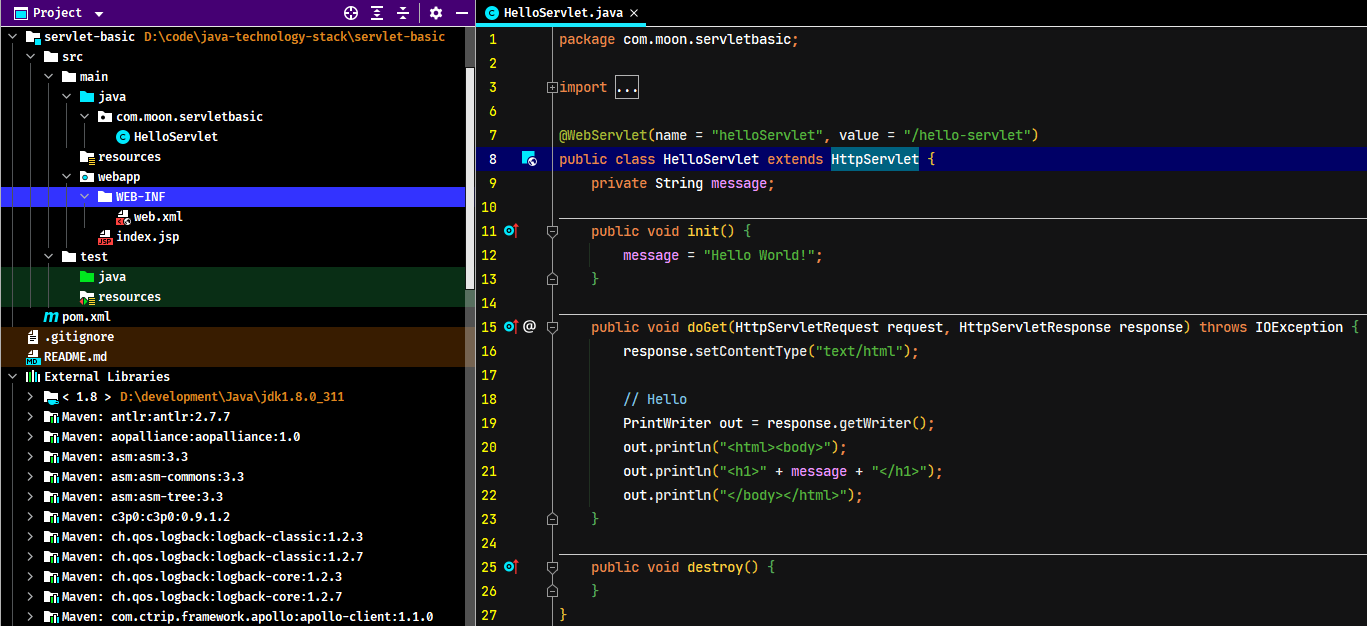 Project
servlet-basic D:\code\java-technology-stack\servlet-basic
src
main
java
com.moon.servletbasic
HelloServlet
resources
webapp
WEB-INF
web.xml
index.jsp
test
java
resources
pom.xml
.gitignore
README.md
External Libraries
< 1.8 > D:\development\Java\jdk1.8.0_311
Maven: antlr:antlr:2.7.7
Maven: aopalliance:aopalliance:1.0
Maven: asm:asm:3.3
Maven: asm:asm-commons:3.3
Maven: asm:asm-tree:3.3
Maven: c3p0:c3p0:0.9.1.2
Maven: ch.qos.logback:logback-classic:1.2.3
Maven: ch.qos.logback:logback-classic:1.2.7
Maven: ch.qos.logback:logback-core:1.2.3
Maven: ch.qos.logback:logback-core:1.2.7
Maven: com.ctrip.framework.apollo:apollo-client:1.1.0
HelloServlet.java
1 package com.moon.servletbasic;
2
3 import ...
6
7 @WebServlet(name = "helloServlet", value = "/hello-servlet")
8 public class HelloServlet extends HttpServlet {
9 private String message;
10
11 public void init() {
12 message = "Hello World!";
13 }
14
15 @ public void doGet(HttpServletRequest request, HttpServletResponse response) throws IOException {
16 response.setContentType("text/html");
17
18 // Hello
19 PrintWriter out = response.getWriter();
20 out.println("<html><body>");
21 out.println("<h1>" + message + "</h1>");
22 out.println("</body></html>");
23 }
24
25 public void destroy() {
26 }
27 }